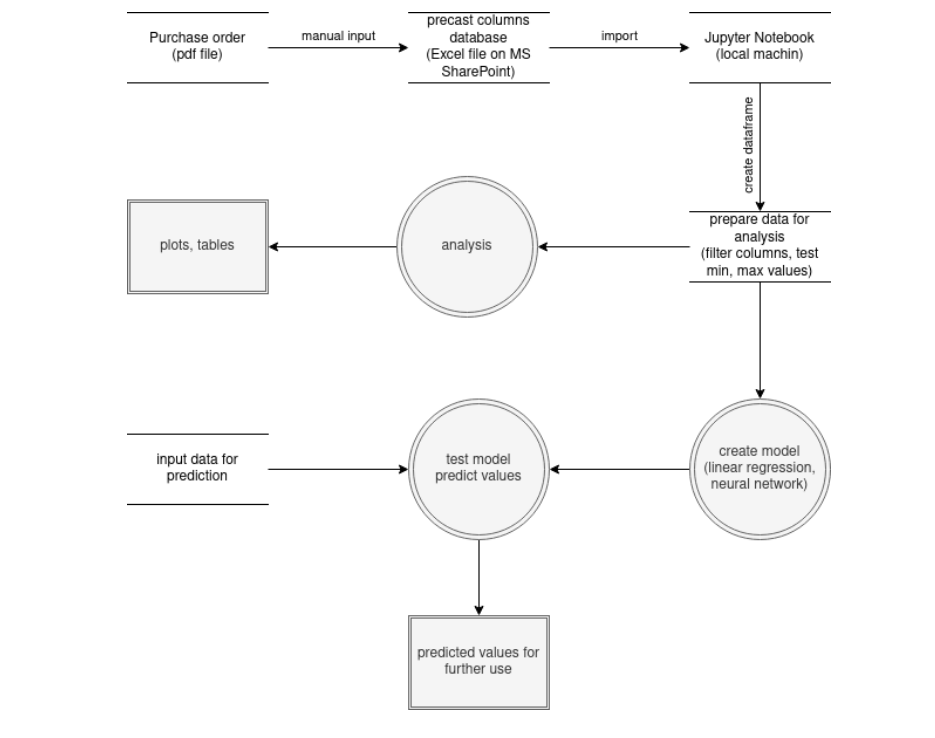 Purchase order
(pdf file)
manual input
precast columns
database
(Excel file on MS
SharePoint)
import
Jupyter Notebook
(local machin)
create dataframe
plots, tables
analysis
prepare data for
analysis
(filter columns, test
min, max values)
input data for
prediction
test model
predict values
create model
(linear regression,
neural network)
predicted values for
further use